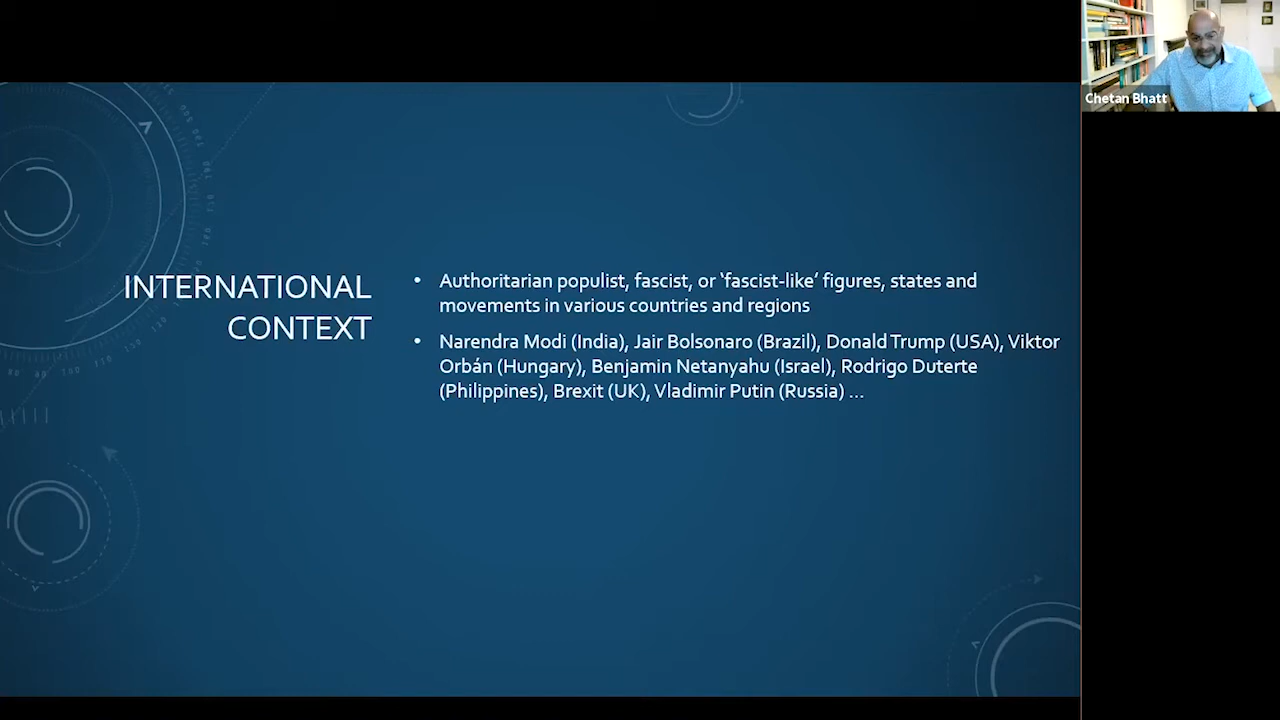 Chetan Bhatt
INTERNATIONAL
CONTEXT
• Authoritarian populist, fascist, or ‘fascist-like’ figures, states and
movements in various countries and regions
• Narendra Modi (India), Jair Bolsonaro (Brazil), Donald Trump (USA), Viktor
Orbán (Hungary), Benjamin Netanyahu (Israel), Rodrigo Duterte
(Philippines), Brexit (UK), Vladimir Putin (Russia) ...